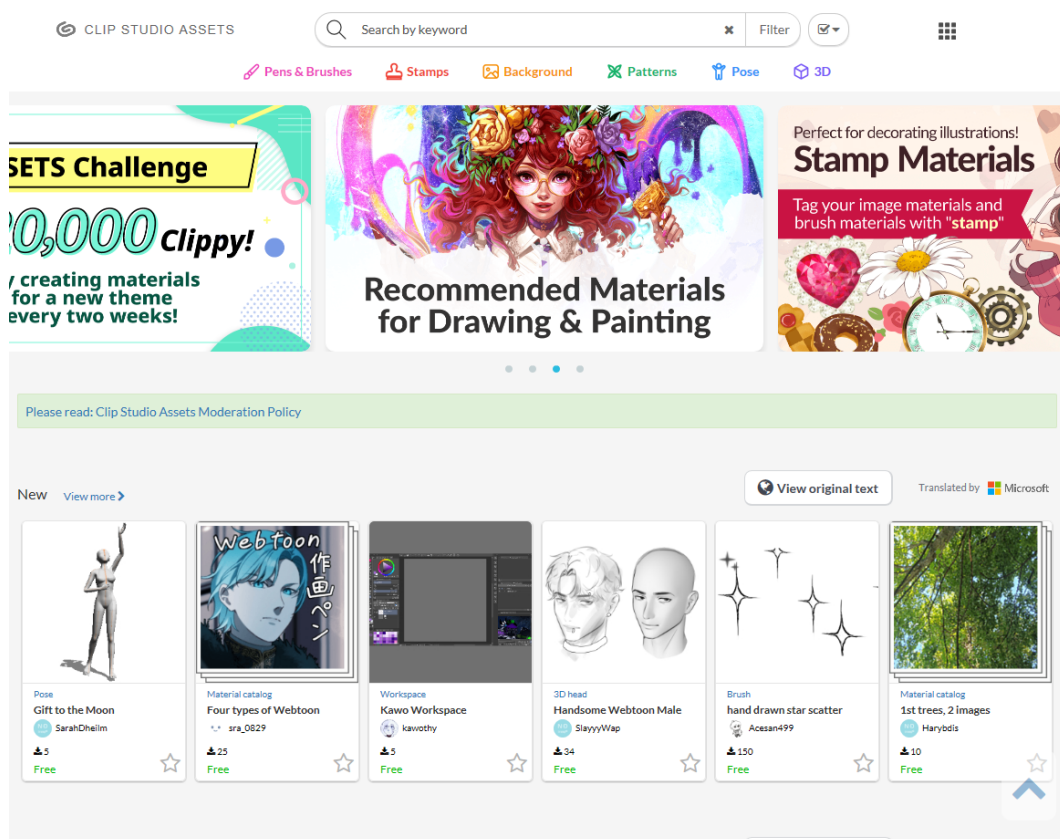 CLIP STUDIO ASSETS
Search by keyword
Filter
Pens & Brushes
Stamps
Background
Patterns
Pose
3D
SETS Challenge
0,000 Clippy!
y creating materials
for a new theme
every two weeks!
Recommended Materials
for Drawing & Painting
Perfect for decorating illustrations!
Stamp Materials
Tag your image materials and
brush materials with "stamp"
Please read: Clip Studio Assets Moderation Policy
New
View more
View original text
Translated by
Microsoft
Pose
Gift to the Moon
SarahDheilm
5
Free
Webtoon
作画ペン
Material catalog
Four types of Webtoon
sra_0829
25
Free
Workspace
Kawo Workspace
kawothy
5
Free
3D head
Handsome Webtoon Male
SlayyyWap
34
Free
Brush
hand drawn star scatter
Acesan499
150
Free
Material catalog
1st trees, 2 images
Harybdis
10
Free